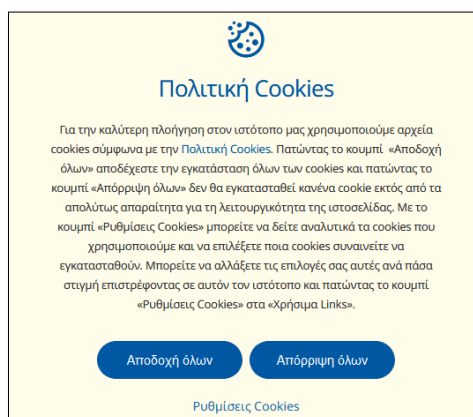 Πολιτική Cookies
Για την καλύτερη πλοήγηση στον ιστότοπο μας χρησιμοποιούμε αρχεία
cookies σύμφωνα με την Πολιτική Cookies. Πατώντας το κουμπί «Αποδοχή
όλων» αποδέχεστε την εγκατάσταση όλων των cookies και πατώντας το
κουμπί «Απόρριψη όλων» δεν θα εγκατασταθεί κανένα cookie εκτός από τα
απολύτως απαραίτητα για τη λειτουργικότητα της ιστοσελίδας. Με το
κουμπί «Ρυθμίσεις Cookies» μπορείτε να δείτε αναλυτικά τα cookies που
χρησιμοποιούμε και να επιλέξετε ποια cookies συναινείτε να
εγκατασταθούν. Μπορείτε να αλλάξετε τις επιλογές σας αυτές ανά πάσα
στιγμή επιστρέφοντας σε αυτόν τον ιστότοπο και πατώντας το κουμπί
«Ρυθμίσεις Cookies» στα «Χρήσιμα Links».
Αποδοχή όλων Απόρριψη όλων
Ρυθμίσεις Cookies